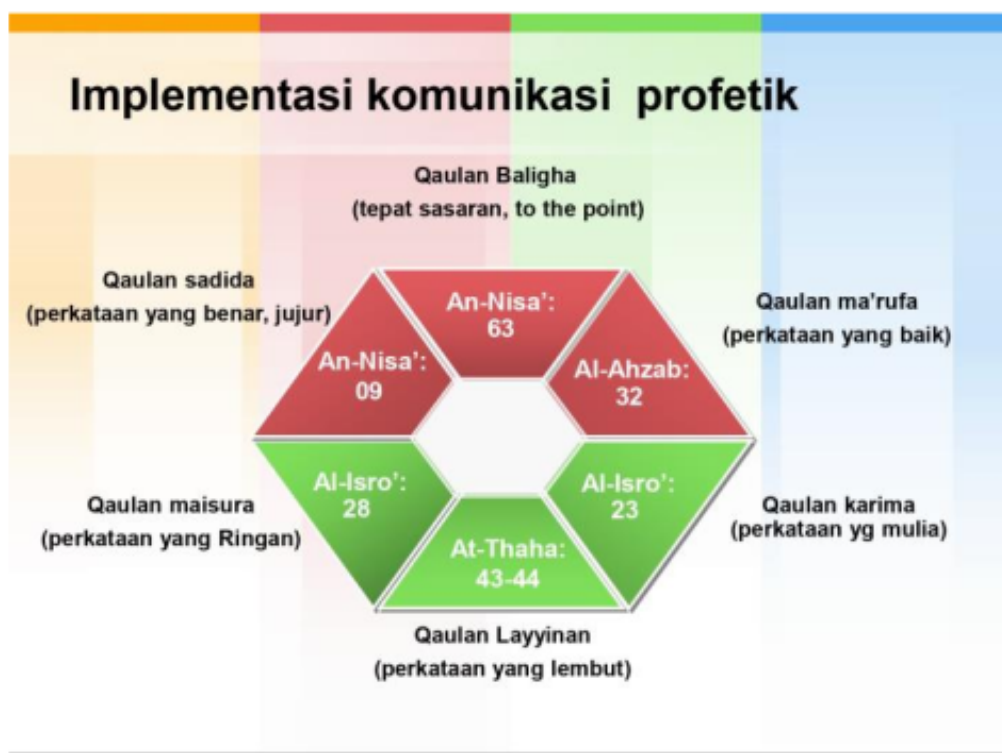 Implementasi komunikasi profetik
Qaulan Baligha
(tepat sasaran, to the point)
Qaulan sadida
(perkataan yang benar, jujur)
Qaulan ma'rufa
(perkataan yang baik)
An-Nisa':
63
An-Nisa':
09
Al-Ahzab:
32
Al-Isro':
28
Al-Isro':
23
At-Thaha:
43-44
Qaulan maisura
(perkataan yang Ringan)
Qaulan karima
(perkataan yg mulia)
Qaulan Layyinan
(perkataan yang lembut)